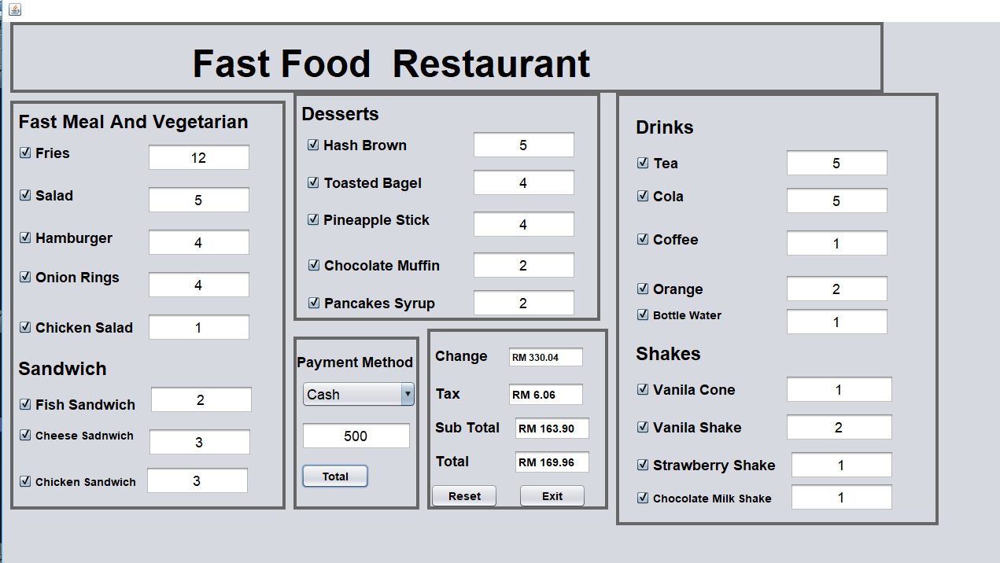 Fast Food  Restaurant
Fast Meal And Vegetarian
Fries 12
Salad 5
Hamburger 4
Onion Rings 4
Chicken Salad 1
Sandwich
Fish Sandwich 2
Cheese Sadnwich 3
Chicken Sandwich 3
Desserts
Hash Brown 5
Toasted Bagel 4
Pineapple Stick 4
Chocolate Muffin 2
Pancakes Syrup 2
Payment Method
Cash
500
Total
Change RM 330.04
Tax RM 6.06
Sub Total RM 163.90
Total RM 169.96
Reset Exit
Drinks
Tea 5
Cola 5
Coffee 1
Orange 2
Bottle Water 1
Shakes
Vanila Cone 1
Vanila Shake 2
Strawberry Shake 1
Chocolate Milk Shake 1